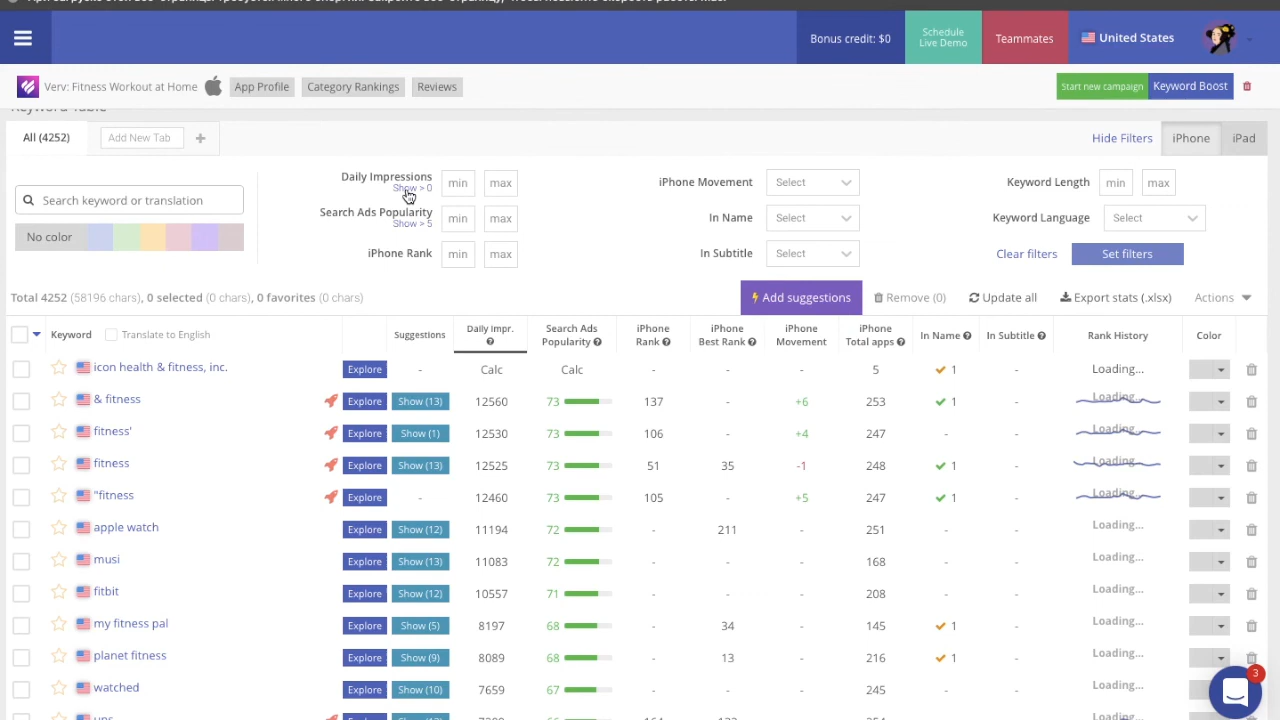 Bonus credit: $0
Schedule
Live Demo
Teammates
United States
Verv: Fitness Workout at Home
App Profile
Category Rankings
Reviews
Start new campaign
Keyword Boost
Keyword Table
All (4252)
Add New Tab
+
Hide Filters
iPhone
iPad
Search keyword or translation
No color
Daily Impressions
Show > 0
min
max
Search Ads Popularity
Show > 5
min
max
iPhone Rank
min
max
iPhone Movement
Select
In Name
Select
In Subtitle
Select
Keyword Length
min
max
Keyword Language
Select
Clear filters
Set filters
Total 4252 (58196 chars), 0 selected (0 chars), 0 favorites (0 chars)
Add suggestions
Remove (0)
Update all
Export stats (.xlsx)
Actions
Keyword
Translate to English
Suggestions
Daily Impr.
Search Ads
Popularity
iPhone
Rank
iPhone
Best Rank
iPhone
Movement
iPhone
Total apps
In Name
In Subtitle
Rank History
Color
icon health & fitness, inc. Explore - Calc Calc - - - 5 1 - Loading...
& fitness Explore Show (13) 12560 73 137 - +6 253 1 - Loading...
fitness' Explore Show (1) 12530 73 106 - +4 247 - - Loading...
fitness Explore Show (13) 12525 73 51 35 -1 248 1 - Loading...
"fitness Explore - 12460 73 105 - +5 247 1 - Loading...
apple watch Explore Show (12) 11194 72 - 211 - 251 - - Loading...
musi Explore Show (13) 11083 72 - - - 168 - - Loading...
fitbit Explore Show (12) 10557 71 - - - 208 - - Loading...
my fitness pal Explore Show (5) 8197 68 - 34 - 145 1 - Loading...
planet fitness Explore Show (9) 8089 68 - 13 - 216 1 - Loading...
watched Explore Show (10) 7659 67 - - - 245 - - Loading...
3